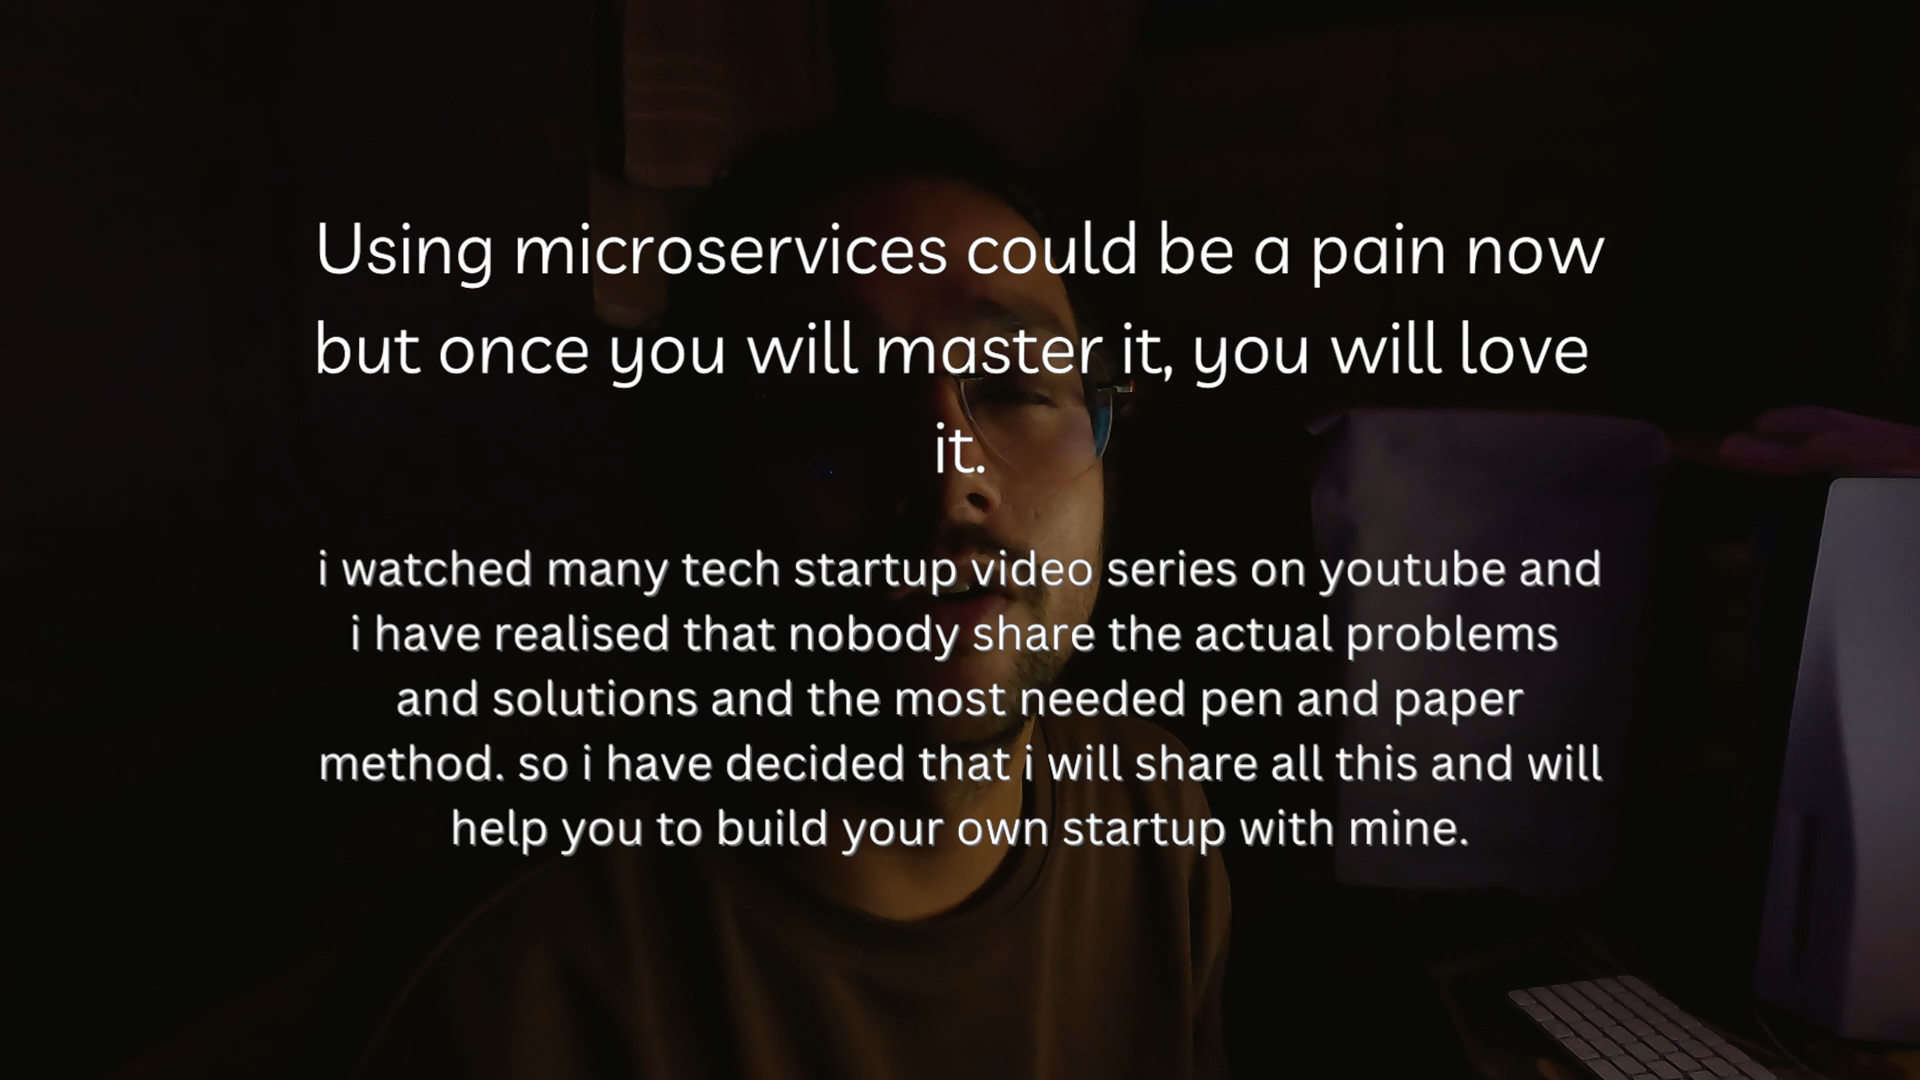 Using microservices could be a pain now
but once you will master it, you will love
it.
i watched many tech startup video series on youtube and
i have realised that nobody share the actual problems
and solutions and the most needed pen and paper
method. so i have decided that i will share all this and will
help you to build your own startup with mine.